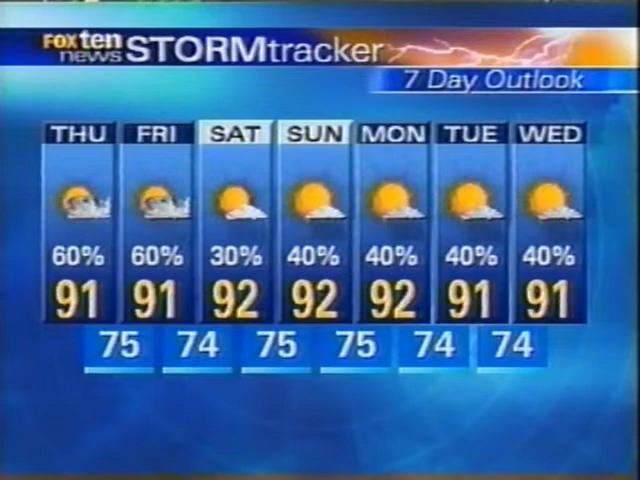 FOX ten news STORMtracker
7 Day Outlook
THU FRI SAT SUN MON TUE WED
60% 60% 30% 40% 40% 40% 40%
91 91 92 92 92 91 91
75 74 75 75 74 74